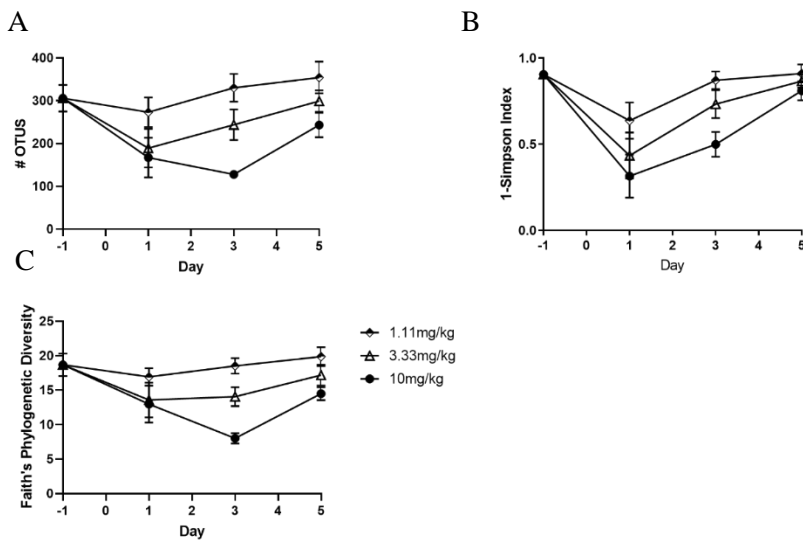 A
# OTUS
400
300
200
100
0
-1 0 1 2 3 4 5
Day
B
1-Simpson Index
1.0
0.5
0.0
-1 0 1 2 3 4 5
Day
C
Faith's Phylogenetic Diversity
25
20
15
10
5
0
-1 0 1 2 3 4 5
Day
1.11mg/kg
3.33mg/kg
10mg/kg